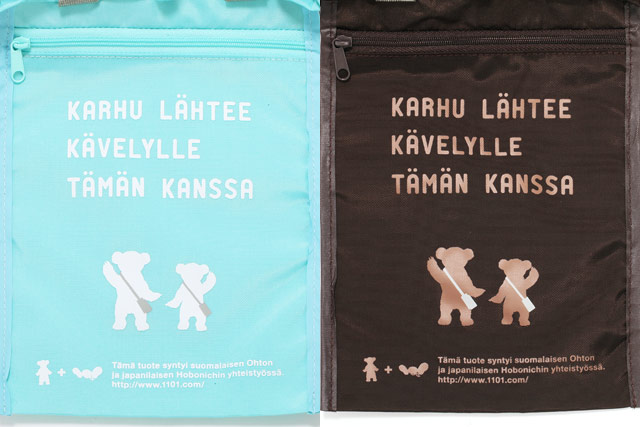 KARHU LÄHTEE
KÄVELYLLE
TÄMÄN KANSSA
+ Tämä tuote syntyi suomalaisen Ohton
ja japanilaisen Hobonichin yhteistyössä.
http://www.1101.com/
KARHU LÄHTEE
KÄVELYLLE
TÄMÄN KANSSA
+ Tämä tuote syntyi suomalaisen Ohton
ja japanilaisen Hobonichin yhteistyössä.
http://www.1101.com/